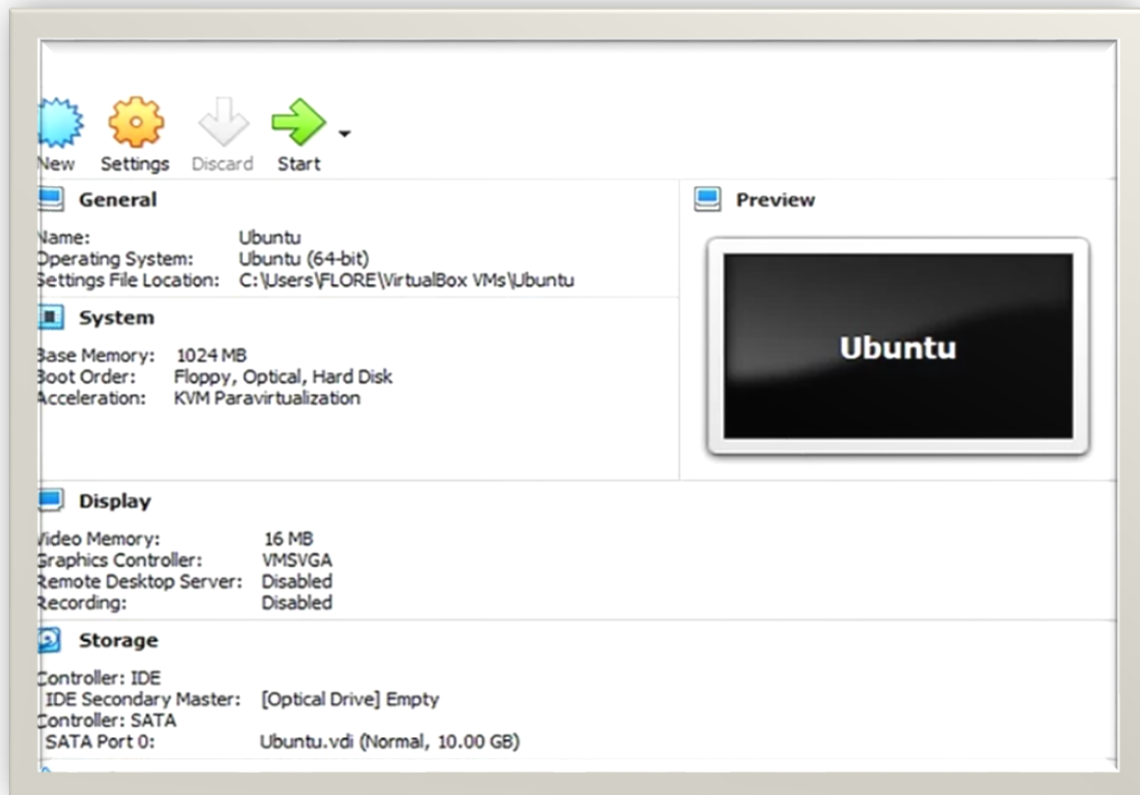 New Settings Discard Start
General
Name: Ubuntu
Operating System: Ubuntu (64-bit)
Settings File Location: C:\Users\FLORE\VirtualBox VMs\Ubuntu
System
Base Memory: 1024 MB
Boot Order: Floppy, Optical, Hard Disk
Acceleration: KVM Paravirtualization
Preview
Ubuntu
Display
Video Memory: 16 MB
Graphics Controller: VMSVGA
Remote Desktop Server: Disabled
Recording: Disabled
Storage
Controller: IDE
IDE Secondary Master: [Optical Drive] Empty
Controller: SATA
SATA Port 0: Ubuntu.vdi (Normal, 10.00 GB)